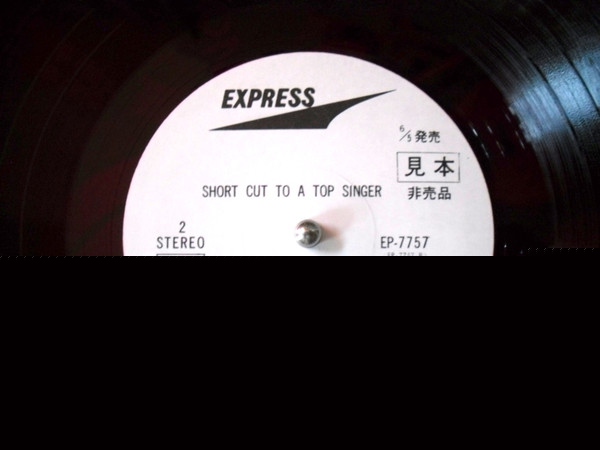 EXPRESS
6/5 発売
見本
非売品
SHORT CUT TO A TOP SINGER
2
STEREO
EP-7757